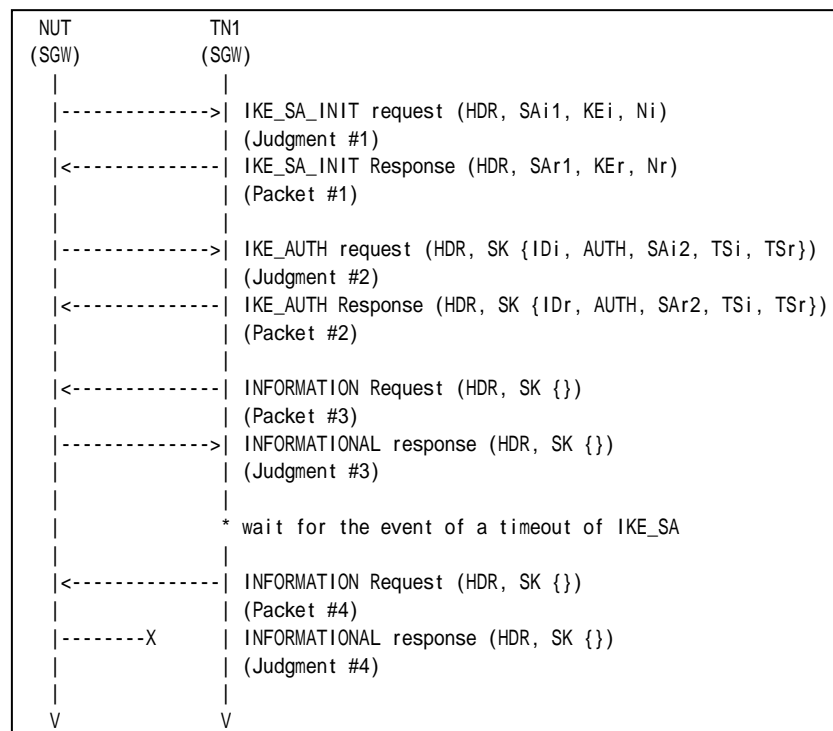 NUT TN1
(SGW) (SGW)
| |
|-------------->| IKE_SA_INIT request (HDR, SAi1, KEi, Ni)
| | (Judgment #1)
|<--------------| IKE_SA_INIT Response (HDR, SAr1, KEr, Nr)
| | (Packet #1)
| |
|-------------->| IKE_AUTH request (HDR, SK {IDi, AUTH, SAi2, TSi, TSr})
| | (Judgment #2)
|<--------------| IKE_AUTH Response (HDR, SK {IDr, AUTH, SAr2, TSi, TSr})
| | (Packet #2)
| |
|<--------------| INFORMATION Request (HDR, SK {})
| | (Packet #3)
|-------------->| INFORMATIONAL response (HDR, SK {})
| | (Judgment #3)
| |
| * wait for the event of a timeout of IKE_SA
| |
|<--------------| INFORMATION Request (HDR, SK {})
| | (Packet #4)
|--------X | INFORMATIONAL response (HDR, SK {})
| | (Judgment #4)
| |
V V